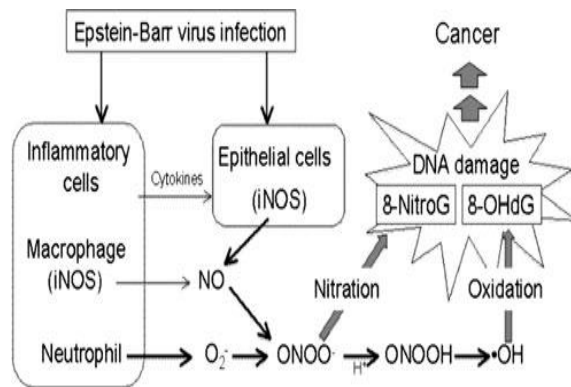 Epstein-Barr virus infection
Cancer
Inflammatory
cells
Cytokines
Epithelial cells
(iNOS)
DNA damage
8-NitroG 8-OHdG
Macrophage
(iNOS)
NO
Nitration
Oxidation
Neutrophil
O₂⁻
ONOO⁻
H⁺
ONOOH
•OH